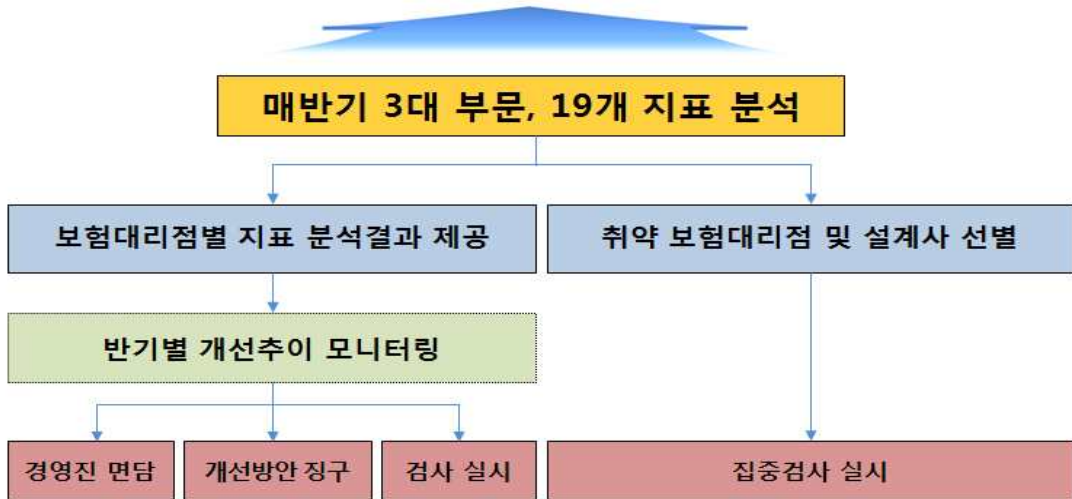 매반기 3대 부문, 19개 지표 분석
보험대리점별 지표 분석결과 제공
취약 보험대리점 및 설계사 선별
반기별 개선추이 모니터링
경영진 면담
개선방안 징구
검사 실시
집중검사 실시